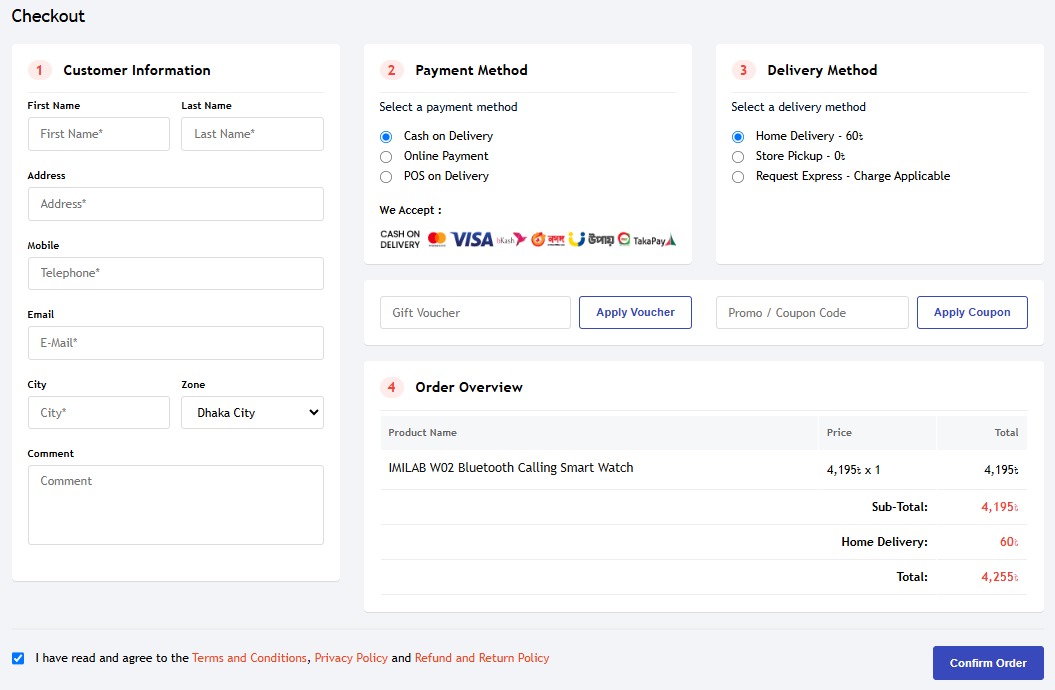 Checkout
1 Customer Information
First Name Last Name
First Name* Last Name*
Address
Address*
Mobile
Telephone*
Email
E-Mail*
City Zone
City* Dhaka City
Comment
Comment
2 Payment Method
Select a payment method
Cash on Delivery
Online Payment
POS on Delivery
We Accept :
CASH ON DELIVERY VISA bKash নগদ উপায় TakaPay
3 Delivery Method
Select a delivery method
Home Delivery - 60৳
Store Pickup - 0৳
Request Express - Charge Applicable
Gift Voucher Apply Voucher Promo / Coupon Code Apply Coupon
4 Order Overview
Product Name Price Total
IMILAB W02 Bluetooth Calling Smart Watch 4,195৳ x 1 4,195৳
Sub-Total: 4,195৳
Home Delivery: 60৳
Total: 4,255৳
I have read and agree to the Terms and Conditions, Privacy Policy and Refund and Return Policy
Confirm Order